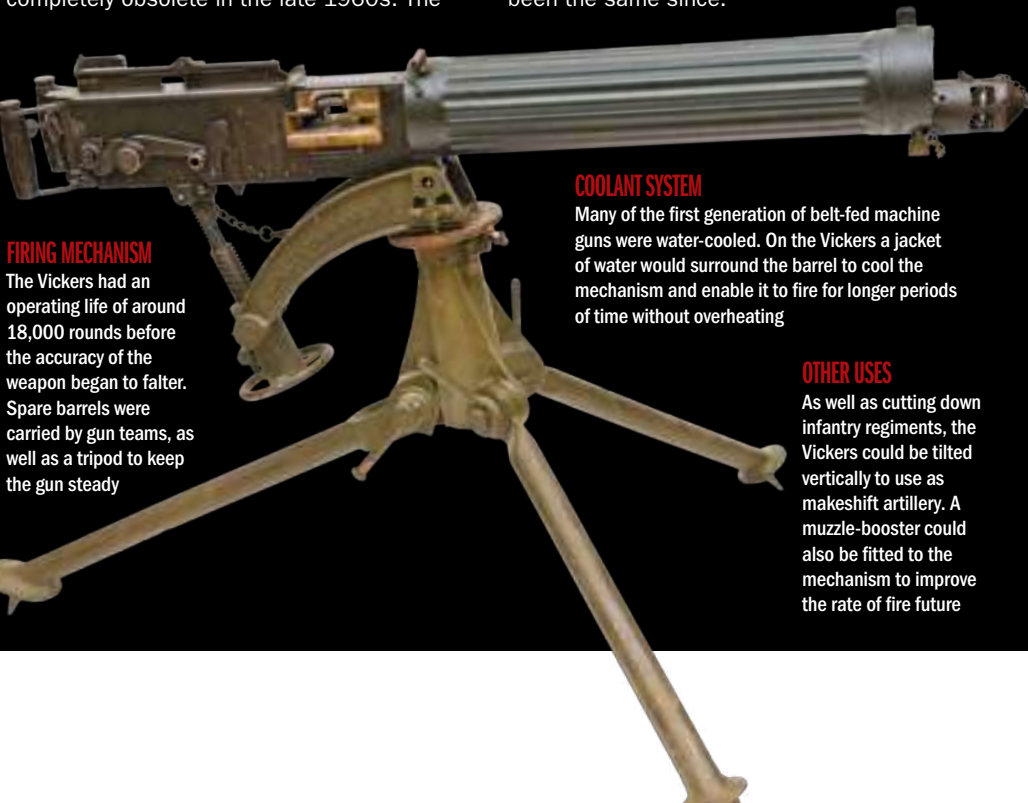 completely obsolete in the late 1960s. The
been the same since.
FIRING MECHANISM
The Vickers had an
operating life of around
18,000 rounds before
the accuracy of the
weapon began to falter.
Spare barrels were
carried by gun teams, as
well as a tripod to keep
the gun steady
COOLANT SYSTEM
Many of the first generation of belt-fed machine
guns were water-cooled. On the Vickers a jacket
of water would surround the barrel to cool the
mechanism and enable it to fire for longer periods
of time without overheating
OTHER USES
As well as cutting down
infantry regiments, the
Vickers could be tilted
vertically to use as
makeshift artillery. A
muzzle-booster could
also be fitted to the
mechanism to improve
the rate of fire future